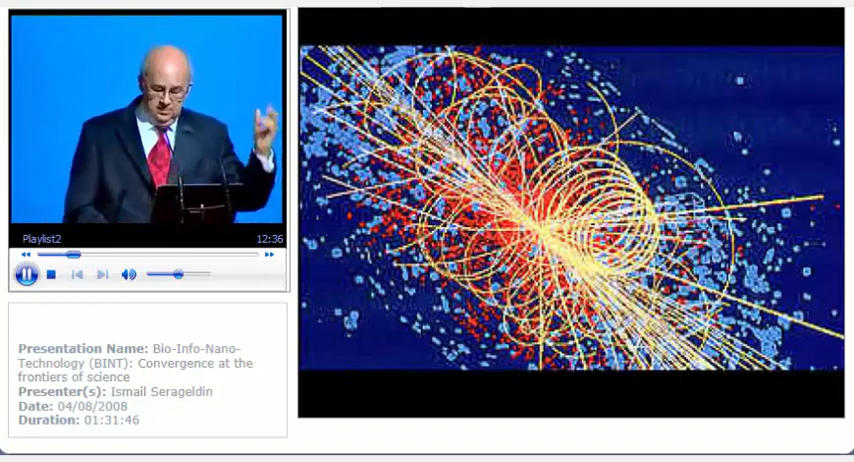 Playlist2 12:36
Presentation Name: Bio-Info-Nano-
Technology (BINT): Convergence at the
frontiers of science
Presenter(s): Ismail Serageldin
Date: 04/08/2008
Duration: 01:31:46